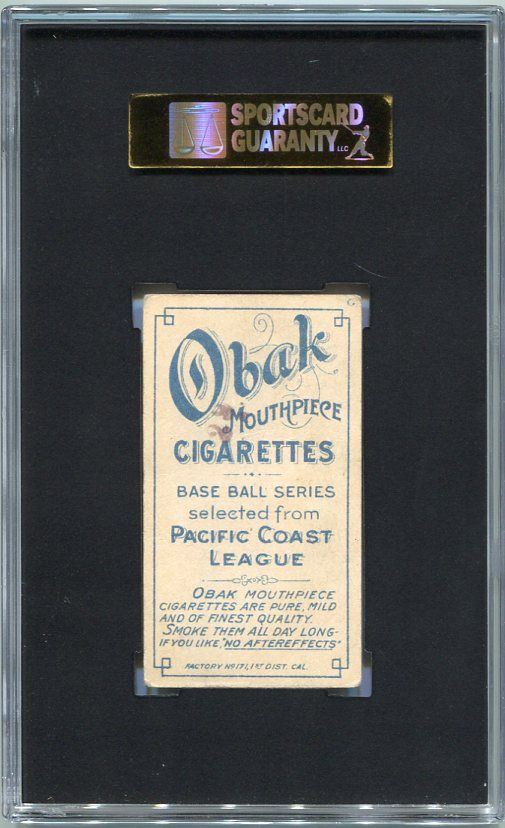 SPORTSCARD
GUARANTY LLC
Obak
MOUTHPIECE
CIGARETTES
BASE BALL SERIES
selected from
PACIFIC COAST
LEAGUE
OBAK MOUTHPIECE
CIGARETTES ARE PURE, MILD
AND OF FINEST QUALITY.
SMOKE THEM ALL DAY LONG-
IF YOU LIKE, "NO AFTEREFFECTS"
FACTORY NO 171, 1ST DIST. CAL.